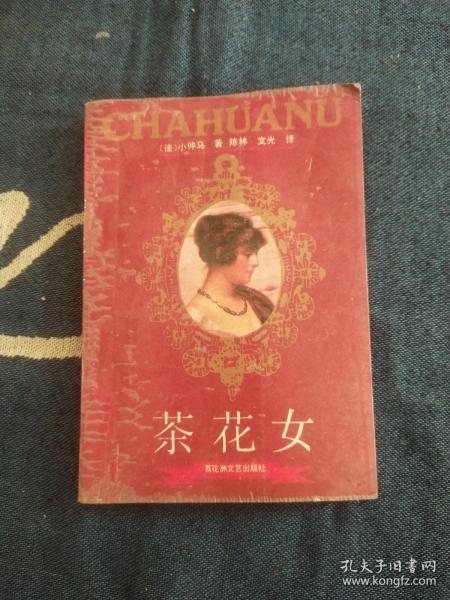 CHAHUANU
〔法〕小仲马 著 陈林 文光 译
茶花女
百花洲文艺出版社
孔夫子旧书网
www.kongfz.com